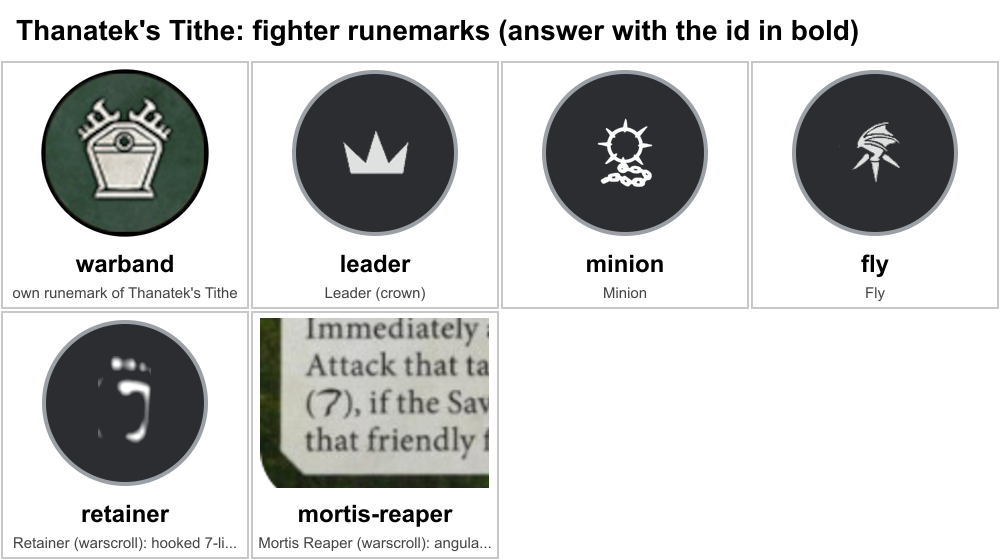 Thanatek's Tithe: fighter runemarks (answer with the id in bold)
warband
own runemark of Thanatek's Tithe
leader
Leader (crown)
minion
Minion
fly
Fly
retainer
Retainer (warscroll): hooked 7-li...
Immediately
Attack that ta
(7), if the Sav
that friendly f
mortis-reaper
Mortis Reaper (warscroll): angula...